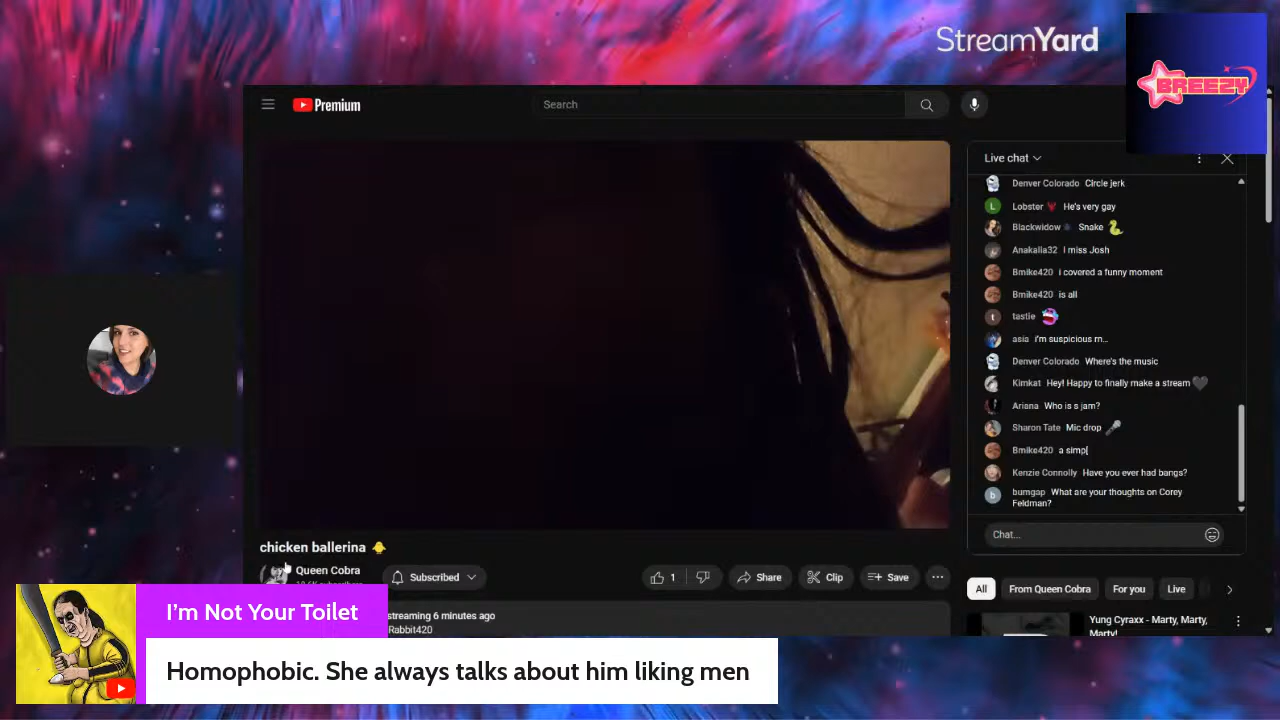 StreamYard
BREEZY
Premium
Search
Live chat
Denver Colorado Circle jerk
Lobster 🦞 He's very gay
Blackwidow 🕷 Snake 🐍
Anakalla32 I miss Josh
Bmike420 i covered a funny moment
Bmike420 is all
tastie
asia i'm suspicious rn...
Denver Colorado Where's the music
Kimkat Hey! Happy to finally make a stream 🖤
Ariana Who is s jam?
Sharon Tate Mic drop 🎤
Bmike420 a simp[
Kenzie Connolly Have you ever had bangs?
bumgap What are your thoughts on Corey
Feldman?
Chat...
chicken ballerina 🐥
Queen Cobra
Subscribed
1
Share
Clip
Save
All
From Queen Cobra
For you
Live
streaming 6 minutes ago
Rabbit420
Yung Cyraxx - Marty, Marty,
Marty!
I'm Not Your Toilet
Homophobic. She always talks about him liking men